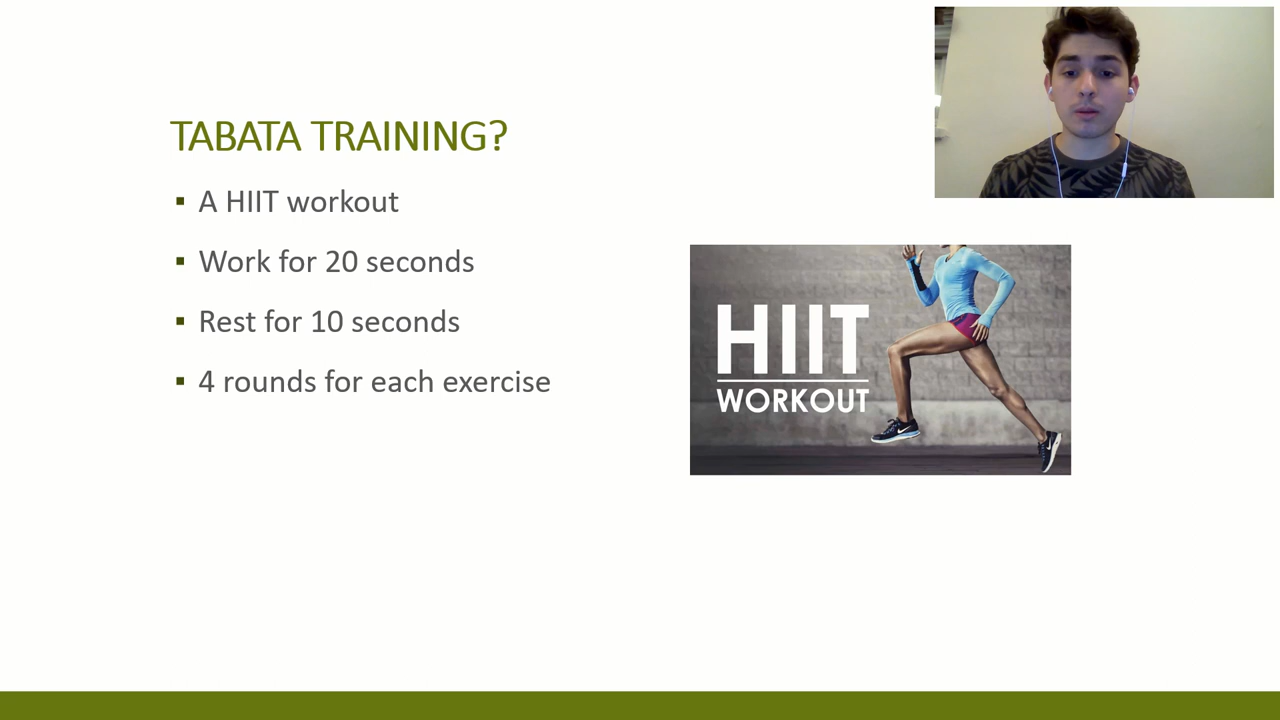 TABATA TRAINING?
▪ A HIIT workout
▪ Work for 20 seconds
▪ Rest for 10 seconds
▪ 4 rounds for each exercise
HIIT
WORKOUT